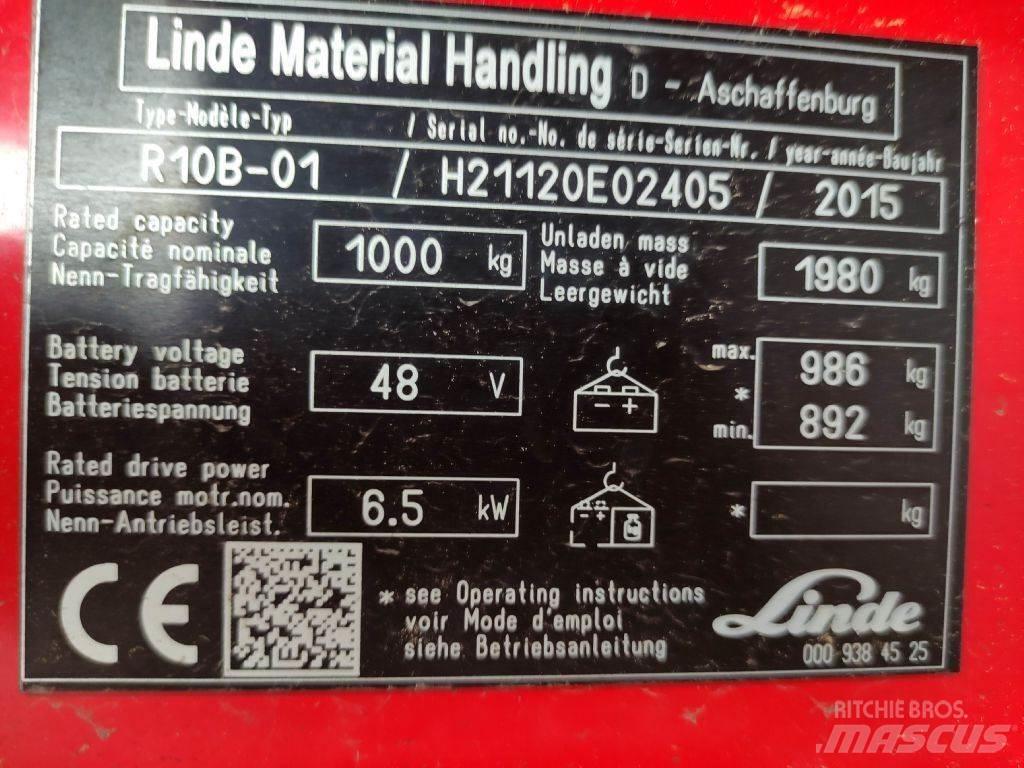 Linde Material Handling D - Aschaffenburg
Type-Modèle-Typ / Serial no.-No. de série-Serien-Nr. / year-année-Baujahr
R10B-01 / H21120E02405 / 2015
Rated capacity
Capacité nominale
Nenn-Tragfähigkeit
1000 kg
Unladen mass
Masse à vide
Leergewicht
1980 kg
Battery voltage
Tension batterie
Batteriespannung
48 V
- +
max.
*
min.
986 kg
892 kg
Rated drive power
Puissance motr.nom.
Nenn-Antriebsleist.
6.5 kW
- +
* kg
CE
* see Operating instructions
voir Mode d'emploi
siehe Betriebsanleitung
Linde
000 938 45 25
RITCHIE BROS.
MASCUS